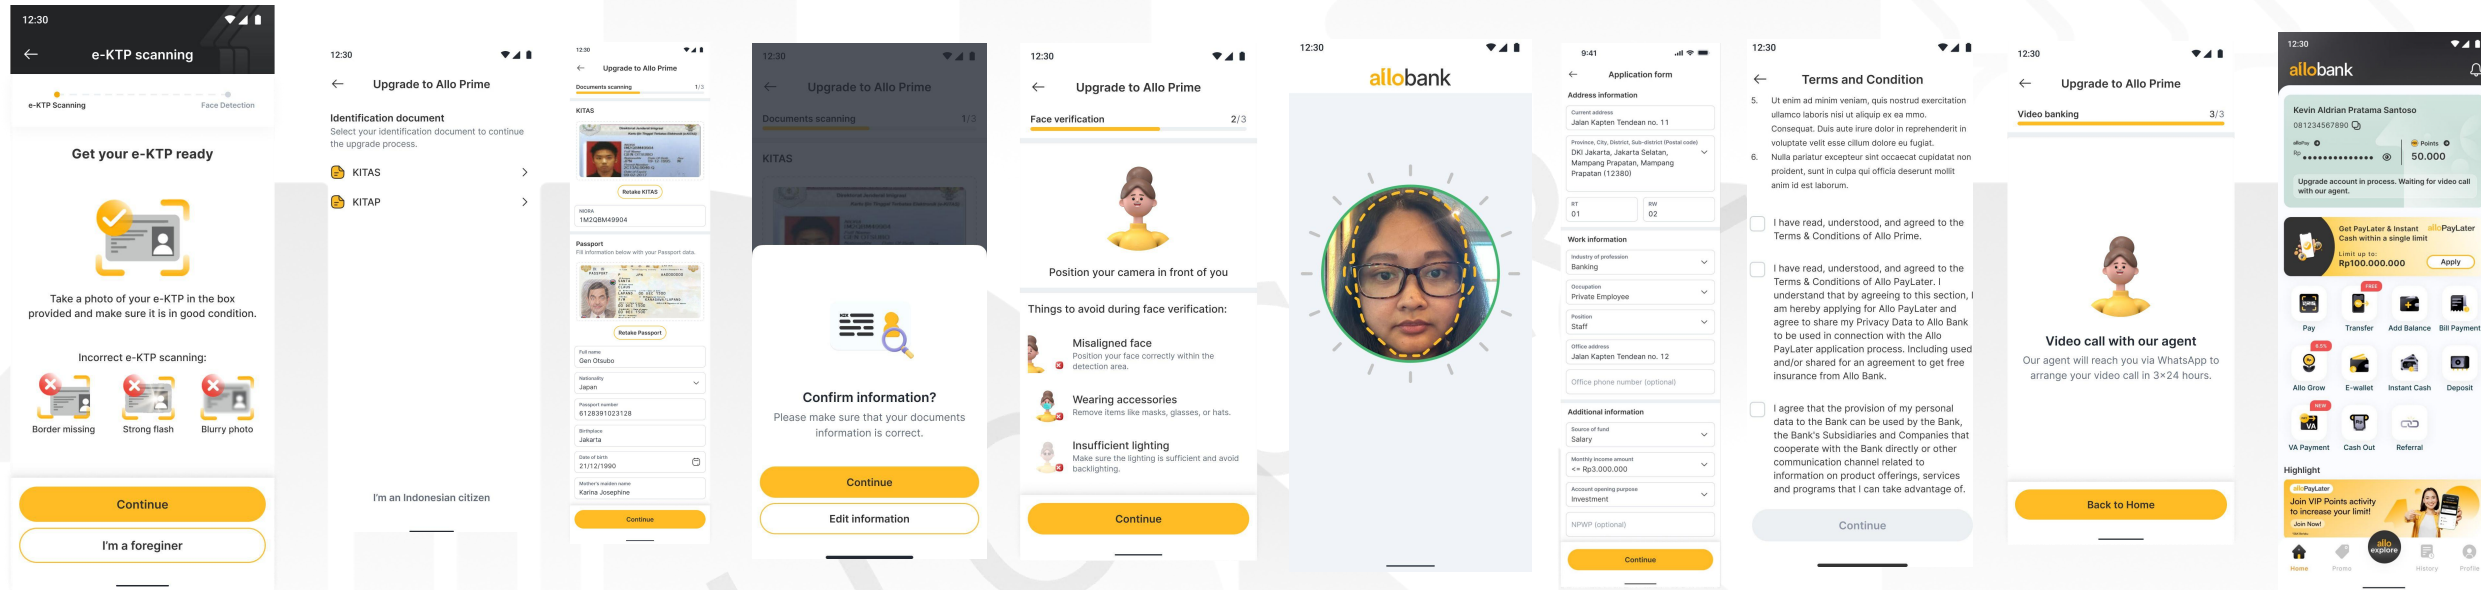 12:30
e-KTP scanning
e-KTP Scanning
Face Detection
Get your e-KTP ready
Take a photo of your e-KTP in the box
provided and make sure it is in good condition.
Incorrect e-KTP scanning:
Border missing
Strong flash
Blurry photo
Continue
I'm a foreginer
12:30
Upgrade to Allo Prime
Identification document
Select your identification document to continue
the upgrade process.
KITAS
KITAP
I'm an Indonesian citizen
12:30
Upgrade to Allo Prime
Documents scanning
1/3
KITAS
Retake KITAS
NIORA
1M2QBM49904
Passport
Fill information below with your Passport data.
PASSPORT
Retake Passport
Full name
Gen Otsubo
Nationality
Japan
Passport number
6128391023128
Birthplace
Jakarta
Date of birth
21/12/1990
Mother's maiden name
Karina Josephine
Continue
12:30
Upgrade to Allo Prime
Documents scanning
1/3
KITAS
Confirm information?
Please make sure that your documents
information is correct.
Continue
Edit information
12:30
Upgrade to Allo Prime
Face verification
2/3
Position your camera in front of you
Things to avoid during face verification:
Misaligned face
Position your face correctly within the
detection area.
Wearing accessories
Remove items like masks, glasses, or hats.
Insufficient lighting
Make sure the lighting is sufficient and avoid
backlighting.
Continue
12:30
allobank
9:41
Application form
Address information
Current address
Jalan Kapten Tendean no. 11
Province, City, District, Sub-district (Postal code)
DKI Jakarta, Jakarta Selatan,
Mampang Prapatan, Mampang
Prapatan (12380)
RT
01
RW
02
Work information
Industry of profession
Banking
Occupation
Private Employee
Position
Staff
Office address
Jalan Kapten Tendean no. 12
Office phone number (optional)
Additional information
Source of fund
Salary
Monthly income amount
<= Rp3.000.000
Account opening purpose
Investment
NPWP (optional)
Continue
12:30
Terms and Condition
5. Ut enim ad minim veniam, quis nostrud exercitation
ullamco laboris nisi ut aliquip ex ea mmo.
Consequat. Duis aute irure dolor in reprehenderit in
voluptate velit esse cillum dolore eu fugiat.
6. Nulla pariatur excepteur sint occaecat cupidatat non
proident, sunt in culpa qui officia deserunt mollit
anim id est laborum.
I have read, understood, and agreed to the
Terms & Conditions of Allo Prime.
I have read, understood, and agreed to the
Terms & Conditions of Allo PayLater. I
understand that by agreeing to this section, I
am hereby applying for Allo PayLater and
agree to share my Privacy Data to Allo Bank
to be used in connection with the Allo
PayLater application process. Including used
and/or shared for an agreement to get free
insurance from Allo Bank.
I agree that the provision of my personal
data to the Bank can be used by the Bank,
the Bank's Subsidiaries and Companies that
cooperate with the Bank directly or other
communication channel related to
information on product offerings, services
and programs that I can take advantage of.
Continue
12:30
Upgrade to Allo Prime
Video banking
3/3
Video call with our agent
Our agent will reach you via WhatsApp to
arrange your video call in 3×24 hours.
Back to Home
12:30
allobank
Kevin Aldrian Pratama Santoso
081234567890
alloPay
Rp
Points
50.000
Upgrade account in process. Waiting for video call
with our agent.
Get PayLater & Instant
Cash within a single limit
alloPayLater
Limit up to:
Rp100.000.000
Apply
FREE
Pay
Transfer
Add Balance
Bill Payment
8.5%
Allo Grow
E-wallet
Instant Cash
Deposit
NEW
VA
VA Payment
Cash Out
Referral
Highlight
alloPayLater
Join VIP Points activity
to increase your limit!
Join Now!
Home
Promo
allo
explore
History
Profile